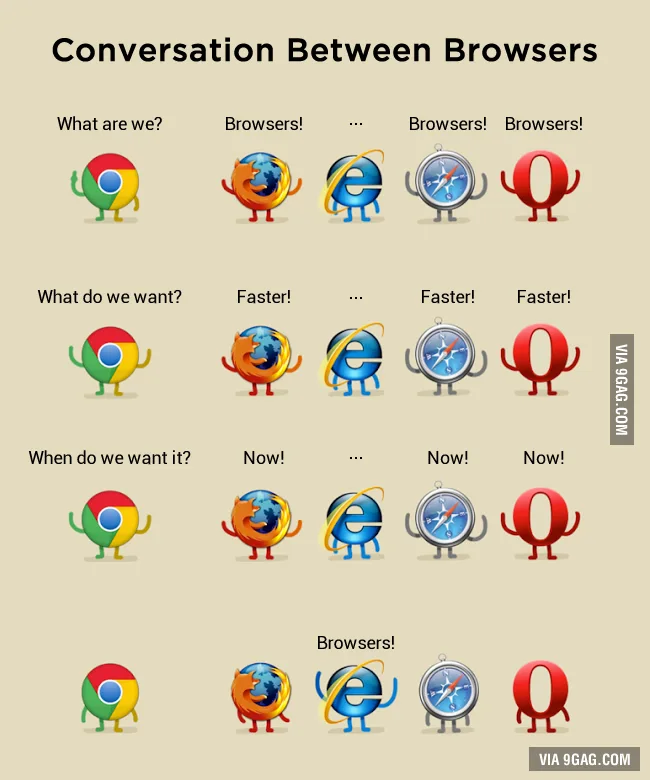 Conversation Between Browsers
What are we? Browsers! ... Browsers! Browsers!
What do we want? Faster! ... Faster! Faster!
When do we want it? Now! ... Now! Now!
Browsers!
VIA 9GAG.COM
VIA 9GAG.COM